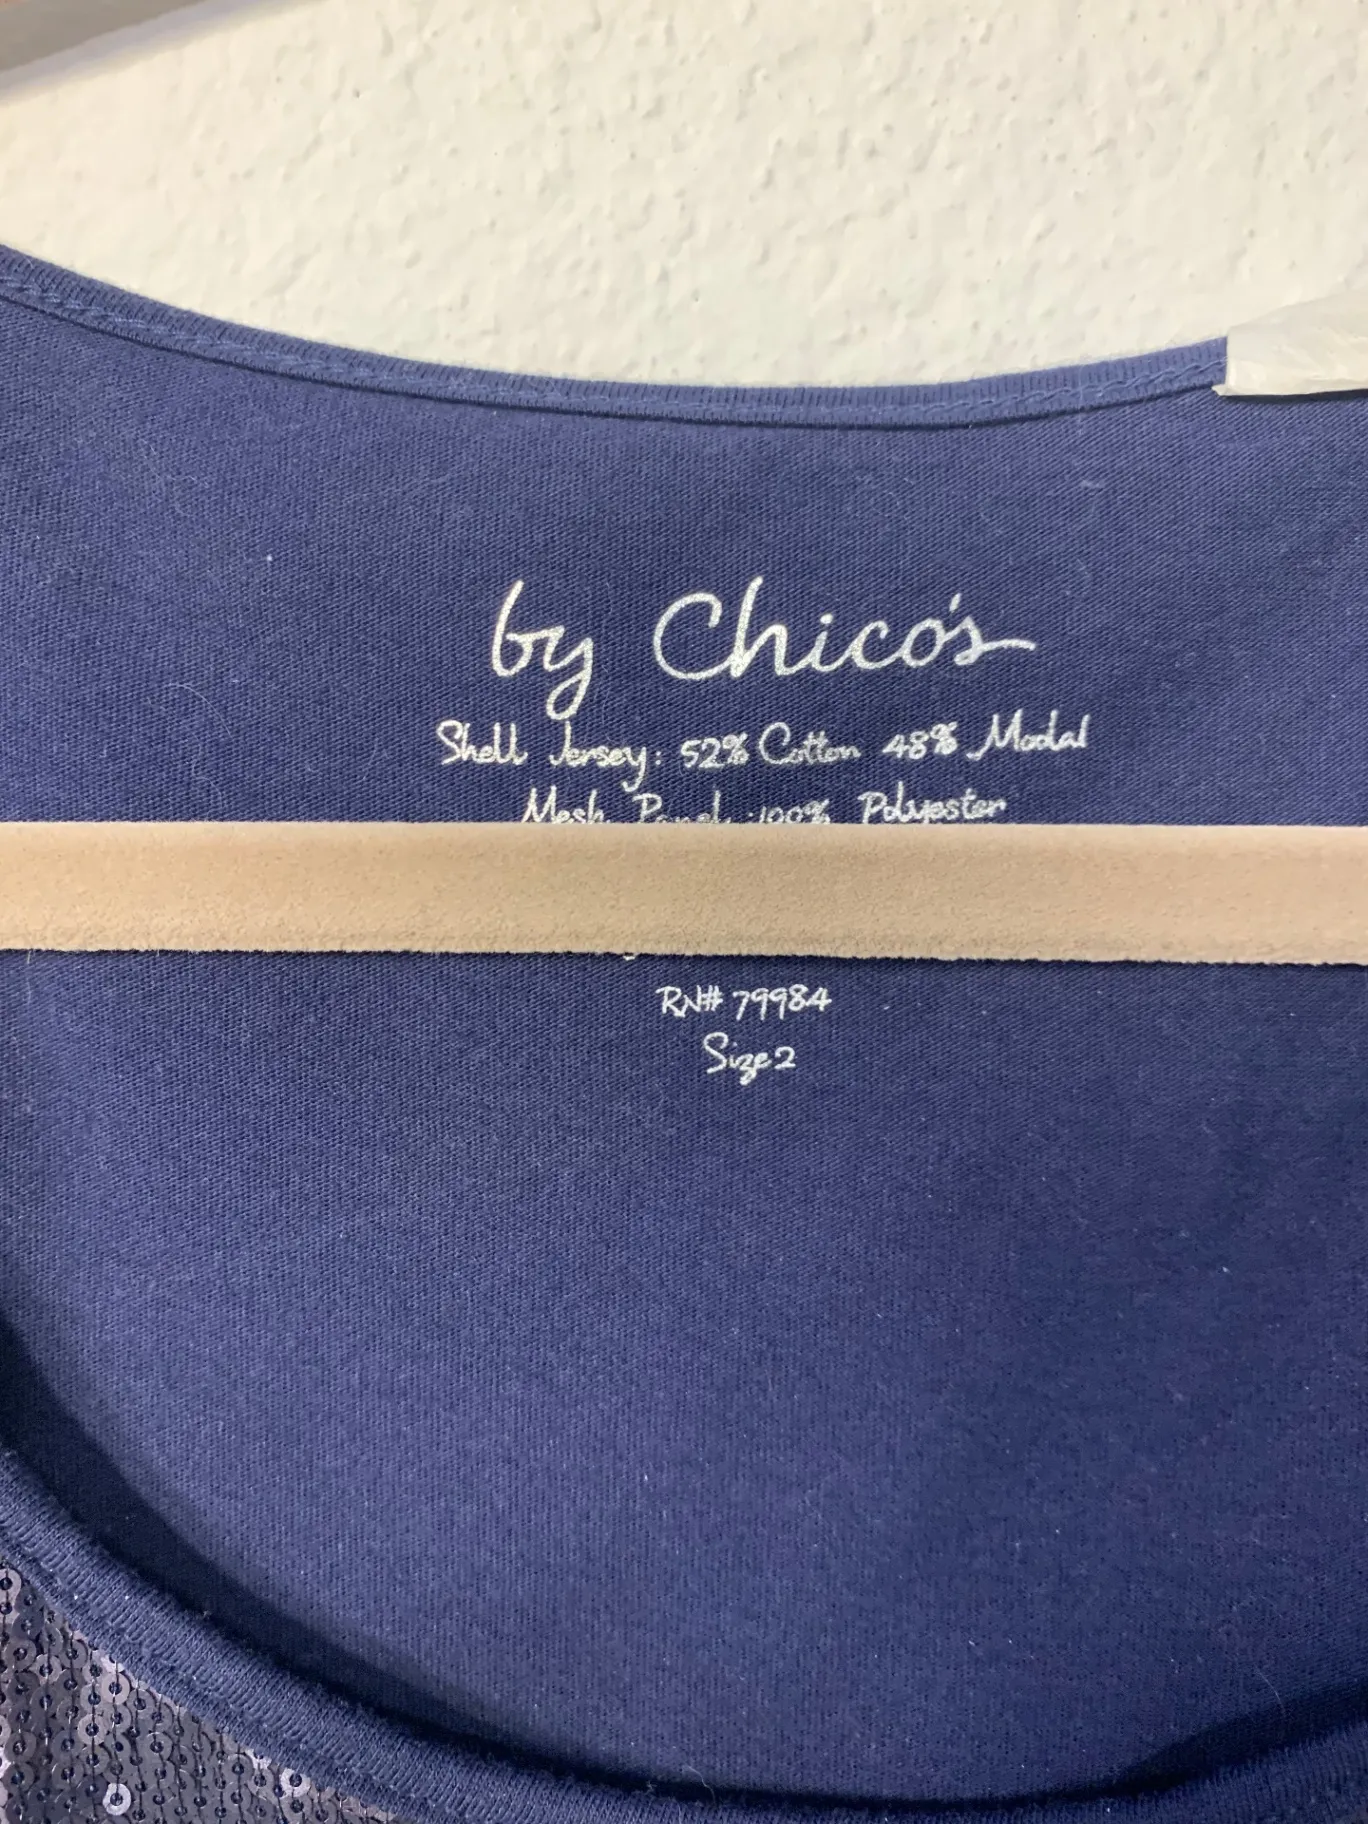 by Chico's
Shell Jersey: 52% Cotton 48% Modal
Mesh Panel: 100% Polyester
RN# 79984
Size 2